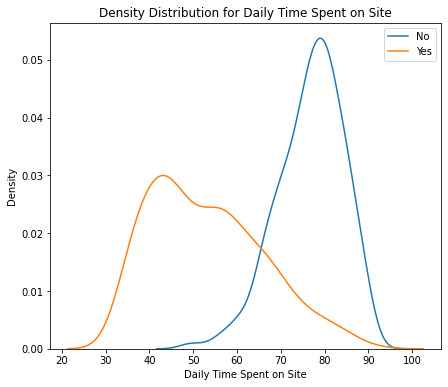 Density Distribution for Daily Time Spent on Site
No
Yes
0.05
0.04
0.03
0.02
0.01
0.00
Density
20 30 40 50 60 70 80 90 100
Daily Time Spent on Site